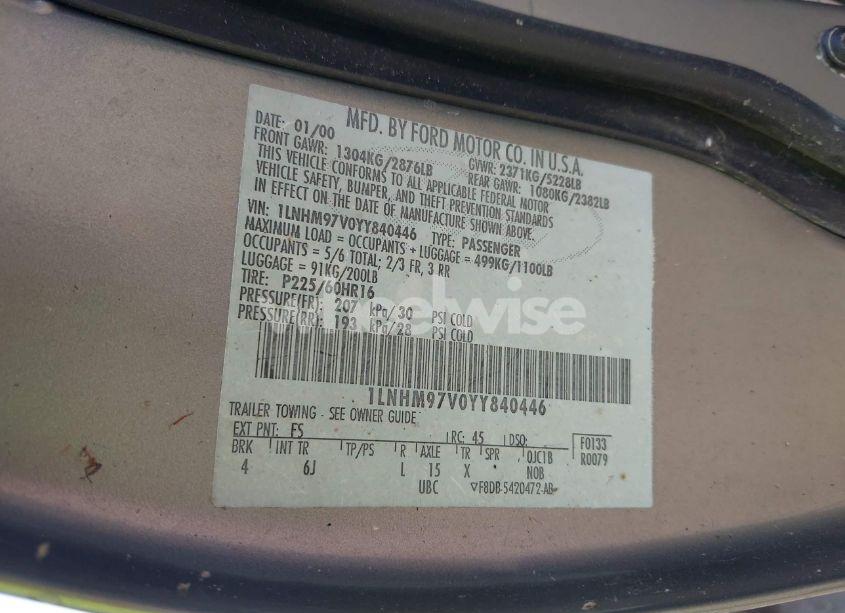 MFD. BY FORD MOTOR CO. IN U.S.A.
DATE: 01/00 GVWR: 2371KG/5228LB
FRONT GAWR: 1304KG/2876LB REAR GAWR: 1080KG/2382LB
THIS VEHICLE CONFORMS TO ALL APPLICABLE FEDERAL MOTOR
VEHICLE SAFETY, BUMPER, AND THEFT PREVENTION STANDARDS
IN EFFECT ON THE DATE OF MANUFACTURE SHOWN ABOVE.
VIN: 1LNHM97V0YY840446 TYPE: PASSENGER
MAXIMUM LOAD = OCCUPANTS + LUGGAGE = 499KG/1100LB
OCCUPANTS = 5/6 TOTAL; 2/3 FR, 3 RR
LUGGAGE = 91KG/200LB
TIRE: P225/60HR16
PRESSURE(FR): 207 kPa/30 PSI COLD
PRESSURE(RR): 193 kPa/28 PSI COLD
wheelwise
1LNHM97V0YY840446
TRAILER TOWING - SEE OWNER GUIDE
EXT PNT: FS RC: 45 DSO: F0133
BRK INT TR TP/PS R AXLE TR SPR 0JC1B R0079
4 6J L 15 X N0B
UBC ▽F8DB-5420472-AB